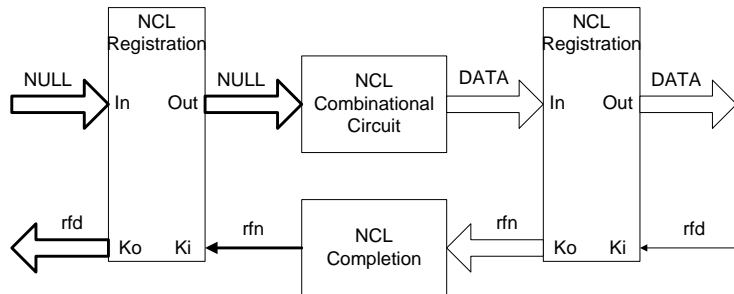 NCL
Registration
NCL
Registration
NULL
NULL
NCL
Combinational
Circuit
DATA
DATA
In
Out
In
Out
rfd
rfn
NCL
Completion
rfn
rfd
Ko
Ki
Ko
Ki